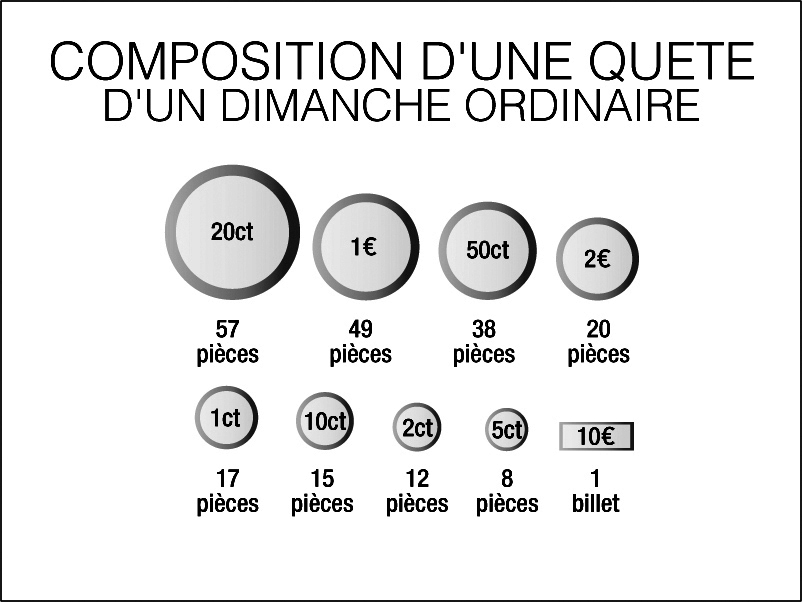 COMPOSITION D'UNE QUETE
D'UN DIMANCHE ORDINAIRE
20ct
1€
50ct
2€
57
pièces
49
pièces
38
pièces
20
pièces
1ct
10ct
2ct
5ct
10€
17
pièces
15
pièces
12
pièces
8
pièces
1
billet